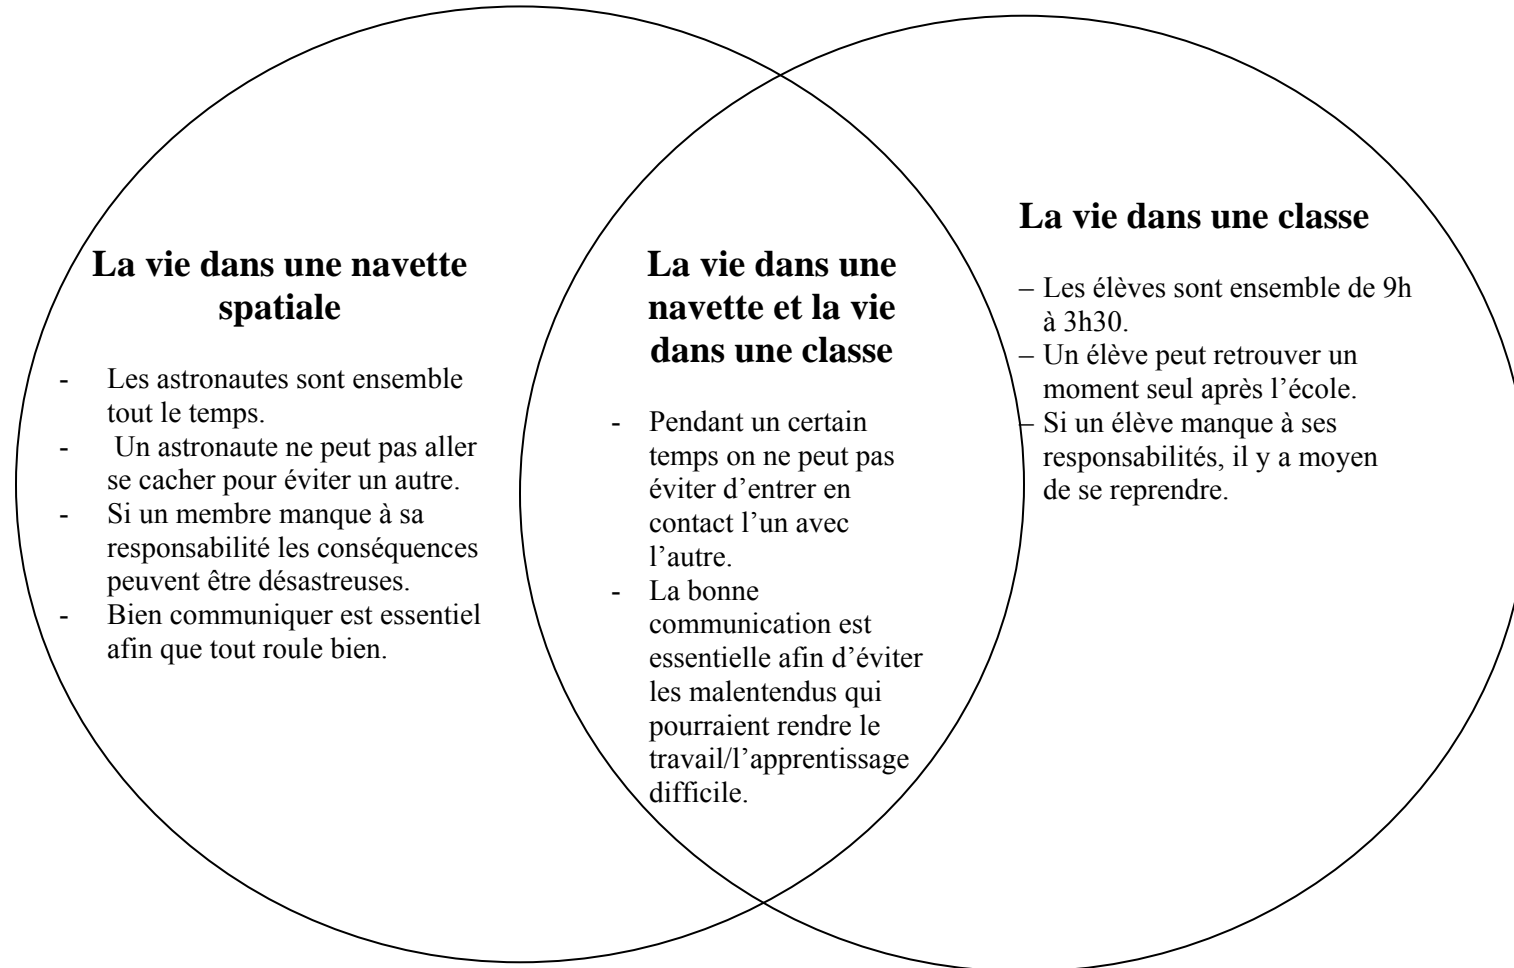 La vie dans une navette
spatiale
- Les astronautes sont ensemble
tout le temps.
- Un astronaute ne peut pas aller
se cacher pour éviter un autre.
- Si un membre manque à sa
responsabilité les conséquences
peuvent être désastreuses.
- Bien communiquer est essentiel
afin que tout roule bien.
La vie dans une
navette et la vie
dans une classe
- Pendant un certain
temps on ne peut pas
éviter d’entrer en
contact l’un avec
l’autre.
- La bonne
communication est
essentielle afin d’éviter
les malentendus qui
pourraient rendre le
travail/l’apprentissage
difficile.
La vie dans une classe
– Les élèves sont ensemble de 9h
à 3h30.
– Un élève peut retrouver un
moment seul après l’école.
– Si un élève manque à ses
responsabilités, il y a moyen
de se reprendre.